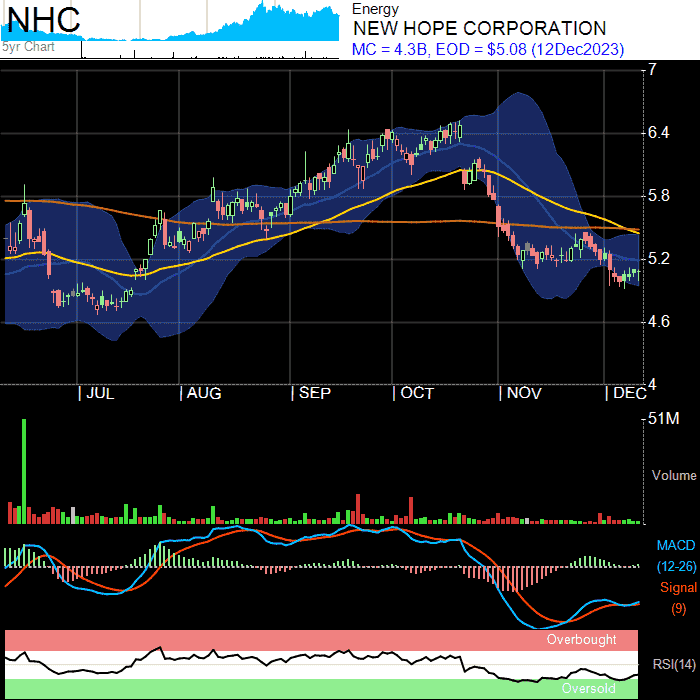 NHC
5yr Chart
Energy
NEW HOPE CORPORATION
MC = 4.3B, EOD = $5.08 (12Dec2023)
7
6.4
5.8
5.2
4.6
4
| JUL | AUG | SEP | OCT | NOV | DEC
51M
Volume
MACD
(12-26)
Signal
(9)
Overbought
RSI(14)
Oversold